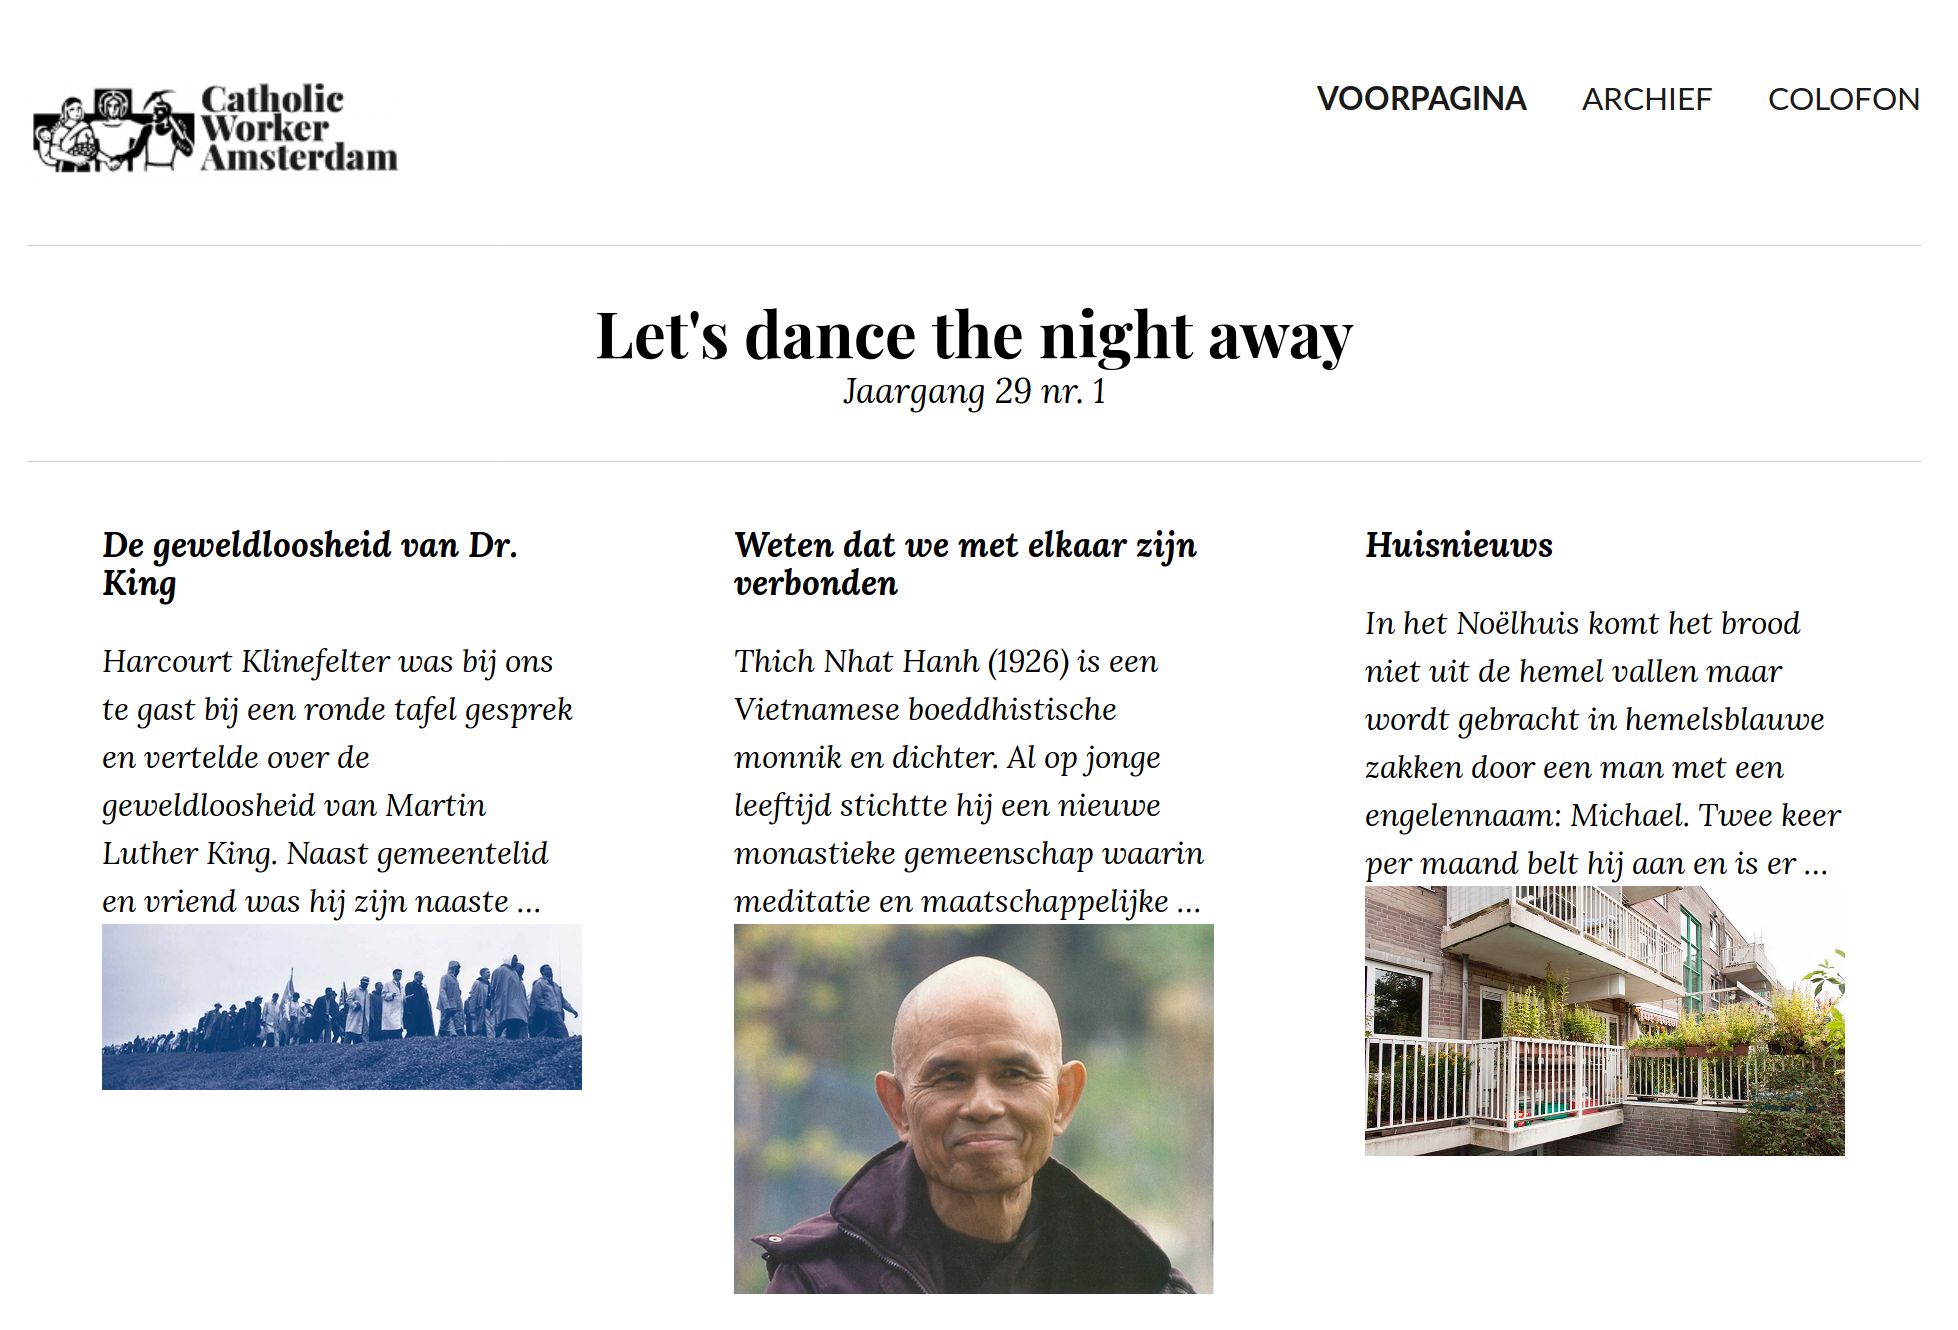 Catholic
Worker
Amsterdam
VOORPAGINA ARCHIEF COLOFON
Let's dance the night away
Jaargang 29 nr. 1
De geweldloosheid van Dr.
King
Harcourt Klinefelter was bij ons
te gast bij een ronde tafel gesprek
en vertelde over de
geweldloosheid van Martin
Luther King. Naast gemeentelid
en vriend was hij zijn naaste ...
Weten dat we met elkaar zijn
verbonden
Thich Nhat Hanh (1926) is een
Vietnamese boeddhistische
monnik en dichter. Al op jonge
leeftijd stichtte hij een nieuwe
monastieke gemeenschap waarin
meditatie en maatschappelijke ...
Huisnieuws
In het Noëlhuis komt het brood
niet uit de hemel vallen maar
wordt gebracht in hemelsblauwe
zakken door een man met een
engelennaam: Michael. Twee keer
per maand belt hij aan en is er ...